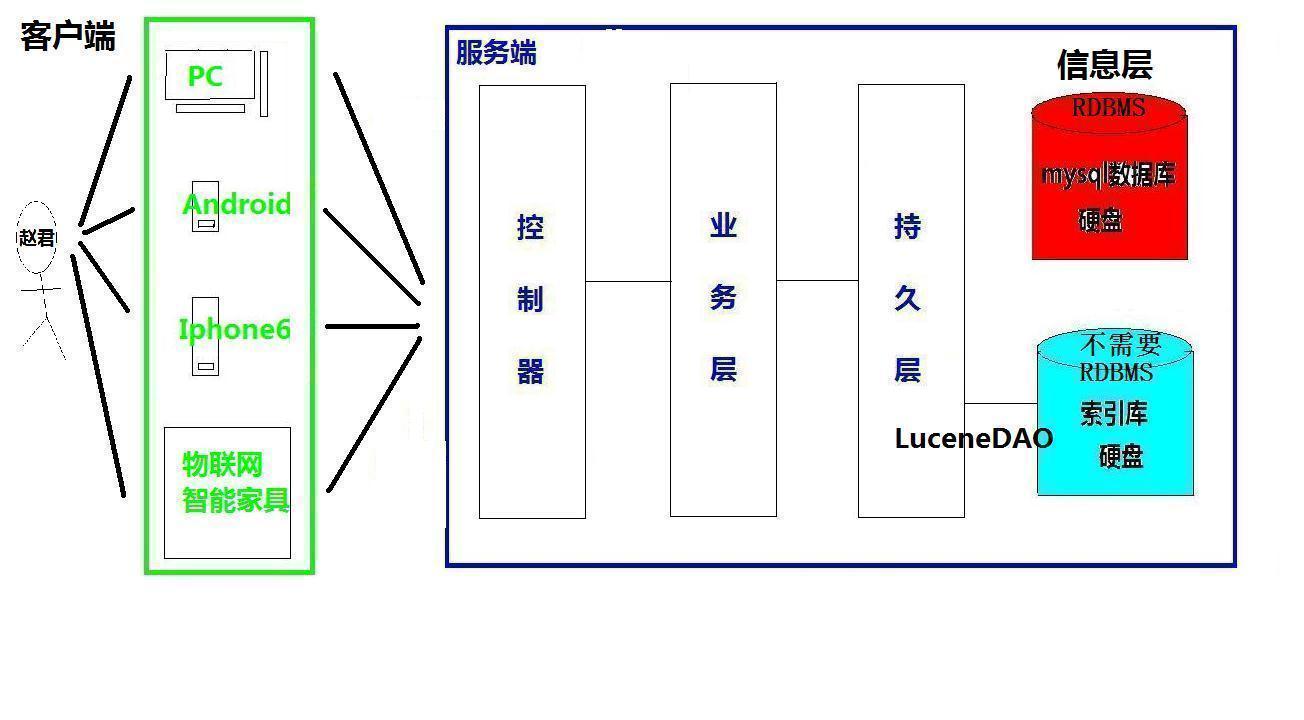 客户端
PC
Android
Iphone6
物联网
智能家具
赵君
服务端
控
制
器
业
务
层
持
久
层
LuceneDAO
信息层
RDBMS
mysql数据库
硬盘
不需要
RDBMS
索引库
硬盘